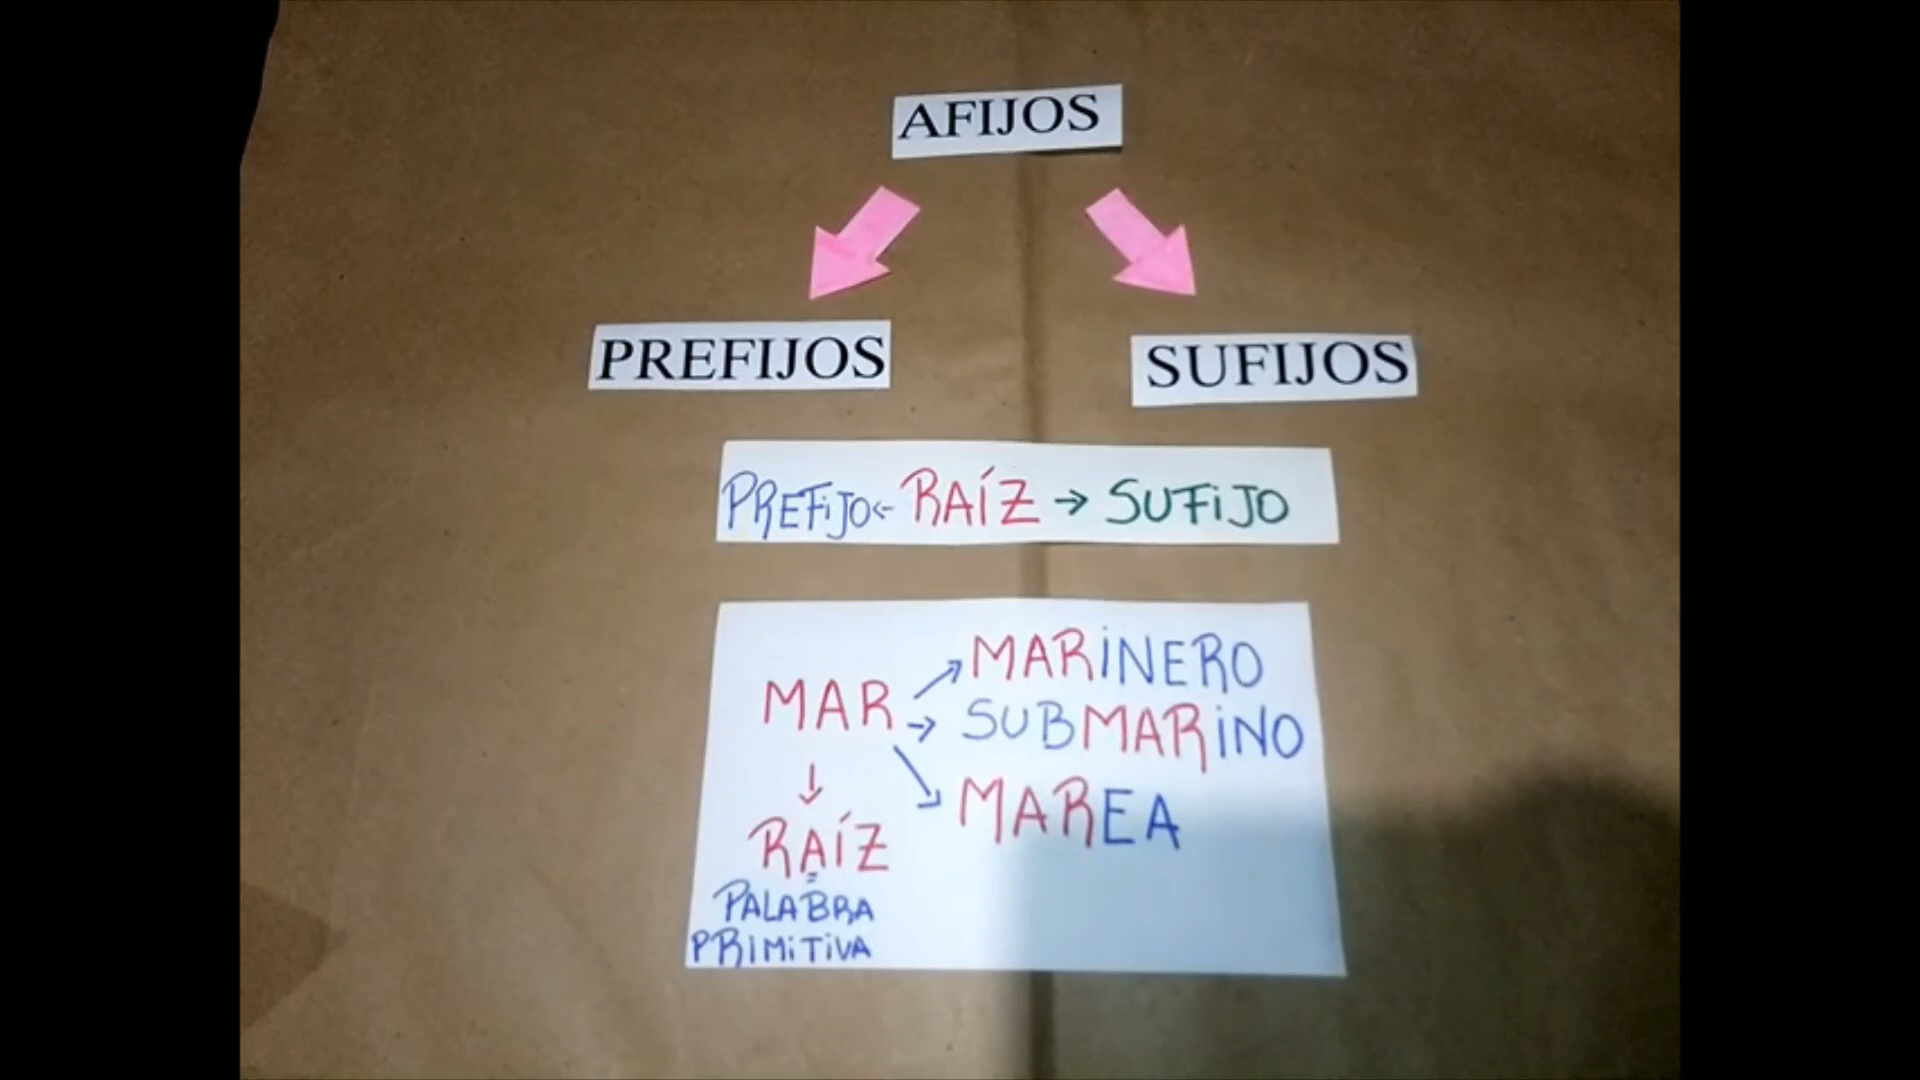 AFIJOS
PREFIJOS SUFIJOS
PREFIJO ← RAÍZ → SUFIJO
MARINERO
MAR → SUBMARINO
MAREA
RAÍZ
=
PALABRA
PRIMITIVA